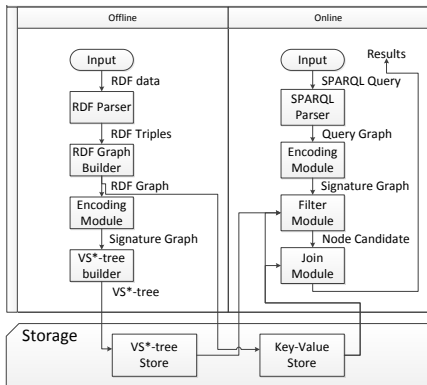 Offline
Online
Input
RDF data
RDF Parser
RDF Triples
RDF Graph
Builder
RDF Graph
Encoding
Module
Signature Graph
VS*-tree
builder
VS*-tree
Results
Input
SPARQL Query
SPARQL
Parser
Query Graph
Encoding
Module
Signature Graph
Filter
Module
Node Candidate
Join
Module
Storage
VS*-tree
Store
Key-Value
Store